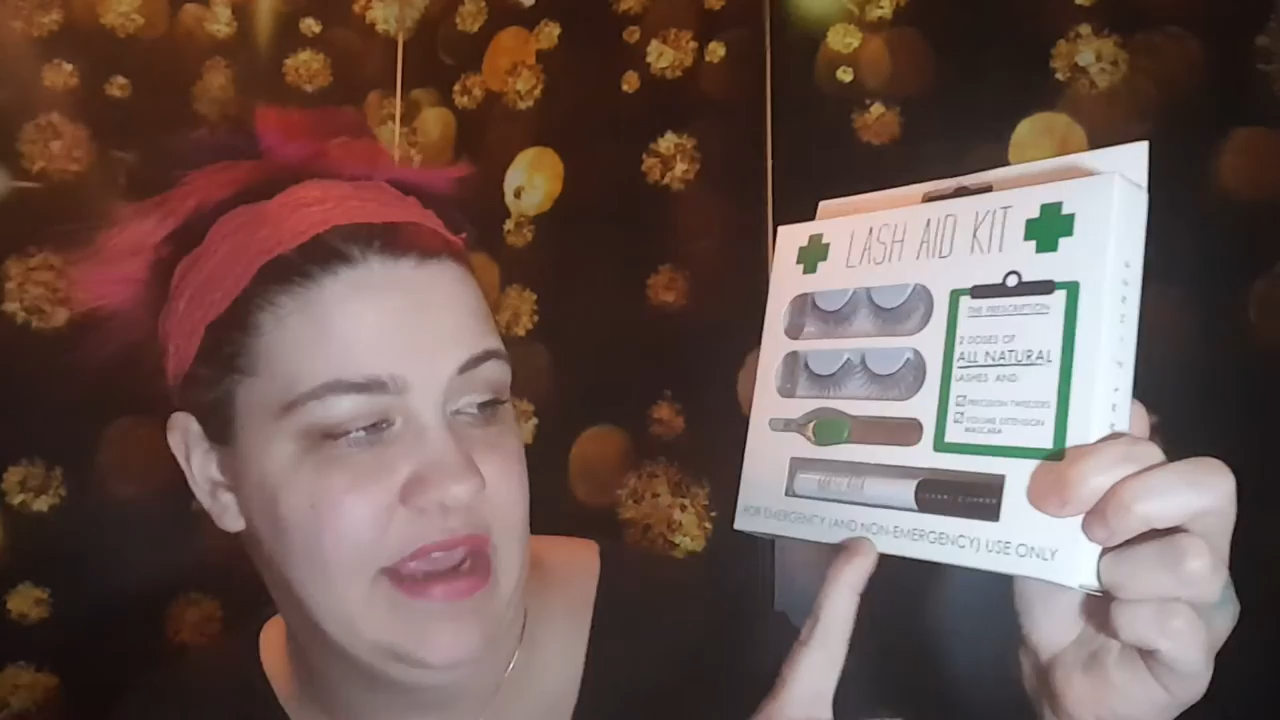 LASH AID KIT
THE PRESCRIPTION
2 DOSES OF
ALL NATURAL
LASHES AND:
PRECISION TWEEZERS
VOLUME EXTENSION
MASCARA
MASCARA
FOR EMERGENCY (AND NON-EMERGENCY) USE ONLY